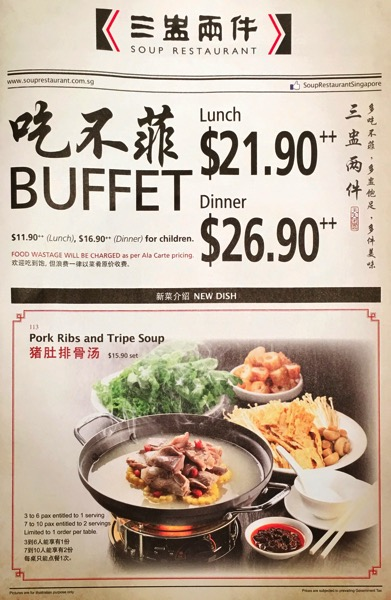 三盅兩件
SOUP RESTAURANT
www.souprestaurant.com.sg
SoupRestaurantSingapore
吃不菲
BUFFET
Lunch
$21.90++
Dinner
$26.90++
三盅两件
多吃不菲，多盅饱足，多件美味
$11.90++ (Lunch), $16.90++ (Dinner) for children.
FOOD WASTAGE WILL BE CHARGED as per Ala Carte pricing.
欢迎吃到饱，但浪费一律以菜肴原价收费。
新菜介绍 NEW DISH
113
Pork Ribs and Tripe Soup
猪肚排骨汤 $15.90 set
3 to 6 pax entitled to 1 serving
7 to 10 pax entitled to 2 servings
Limited to 1 order per table.
3到6人能享有1份
7到10人能享有2份
每桌只能点餐1次。
Pictures are for illustration purposes only.
Prices are subjected to prevailing Government Tax